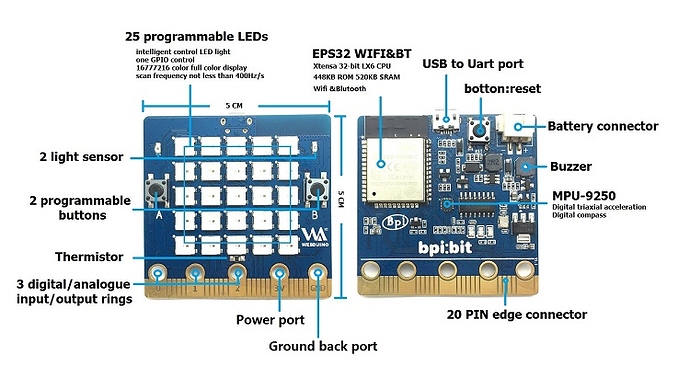 25 programmable LEDs
intelligent control LED light
one GPIO control
16777216 color full color display
scan frequency not less than 400Hz/s
EPS32 WIFI&BT
Xtensa 32-bit LX6 CPU
448KB ROM 520KB SRAM
Wifi &Blutooth
USB to Uart port
botton:reset
5 CM
Battery connector
2 light sensor
Buzzer
2 programmable
buttons
A
B
5 CM
MPU-9250
Digital triaxial acceleration
Digital compass
Bpi
WEBDUINO
bpi:bit
Thermistor
3 digital/analogue
input/output rings
0
1
2
3V
GND
20 PIN edge connector
Power port
Ground back port